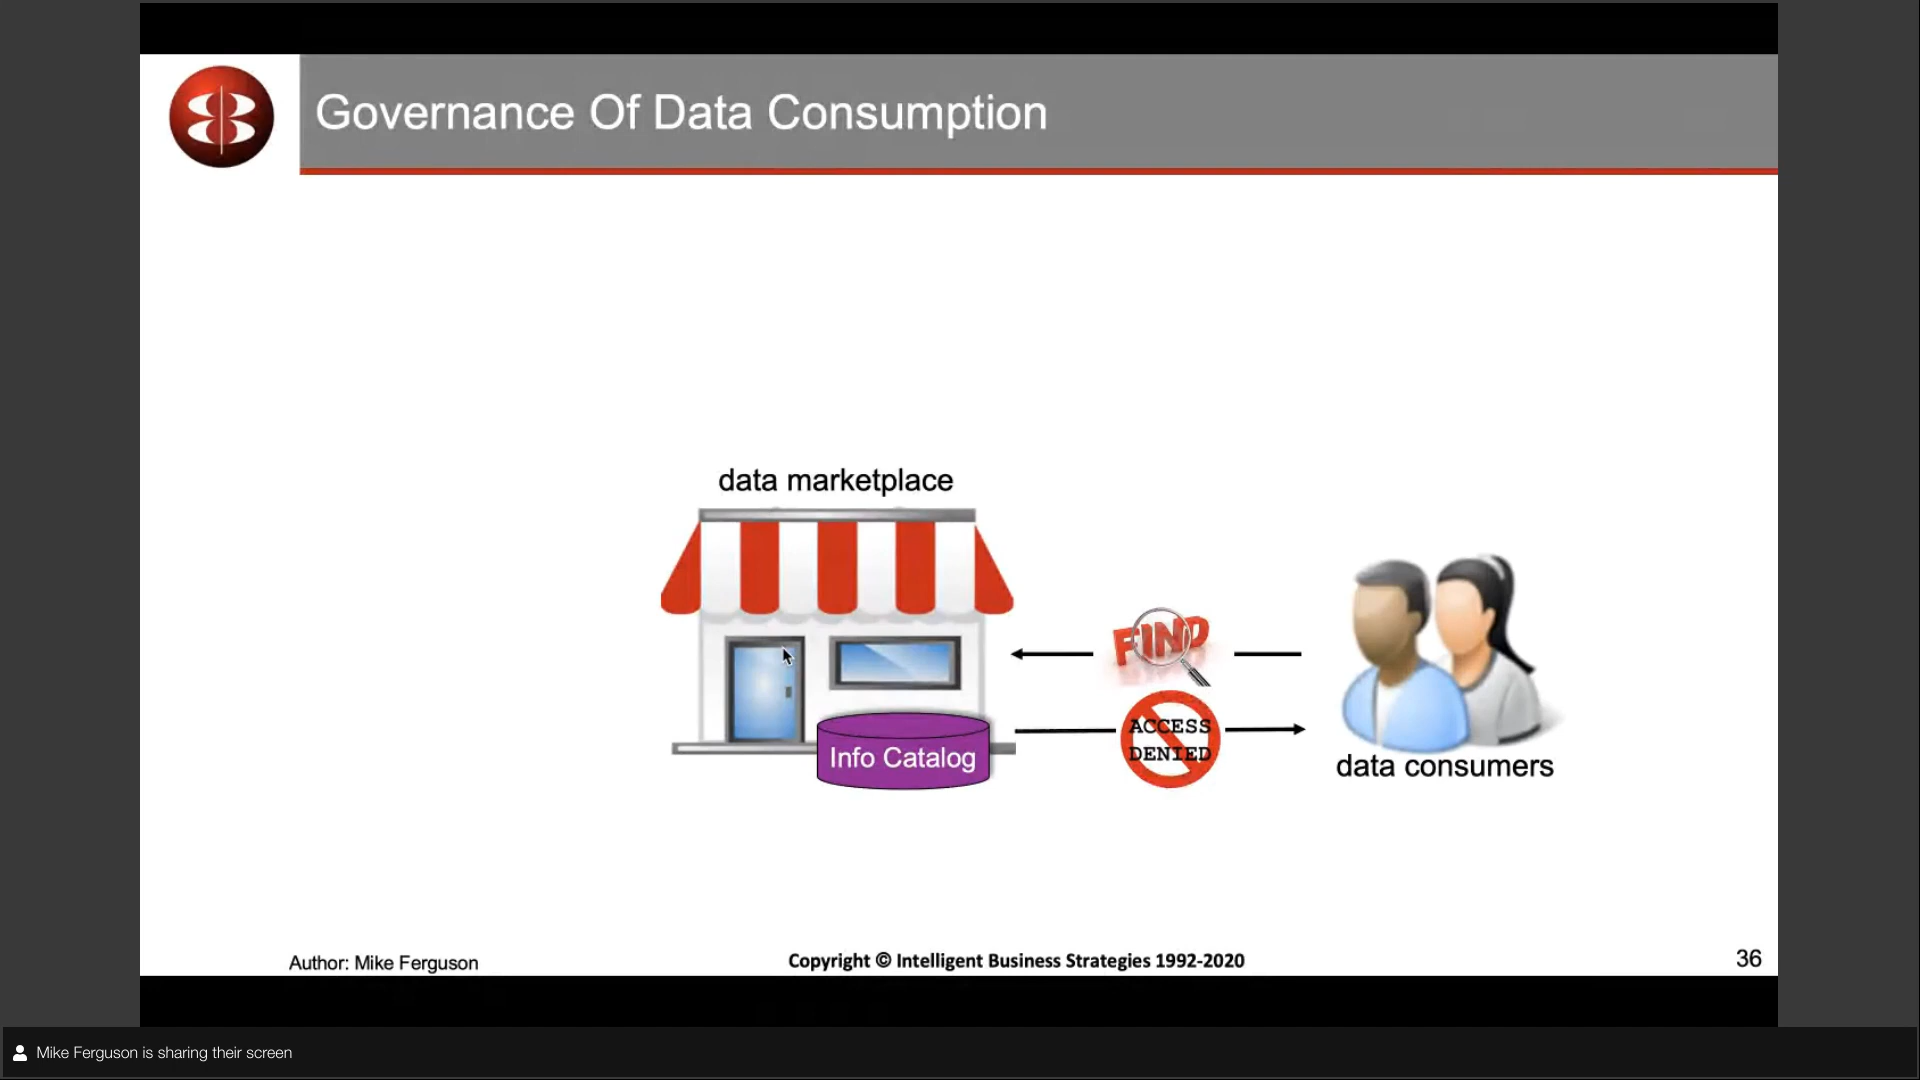 Governance Of Data Consumption
data marketplace
FIND
ACCESS
DENIED
Info Catalog
data consumers
Author: Mike Ferguson
Copyright © Intelligent Business Strategies 1992-2020
36
Mike Ferguson is sharing their screen